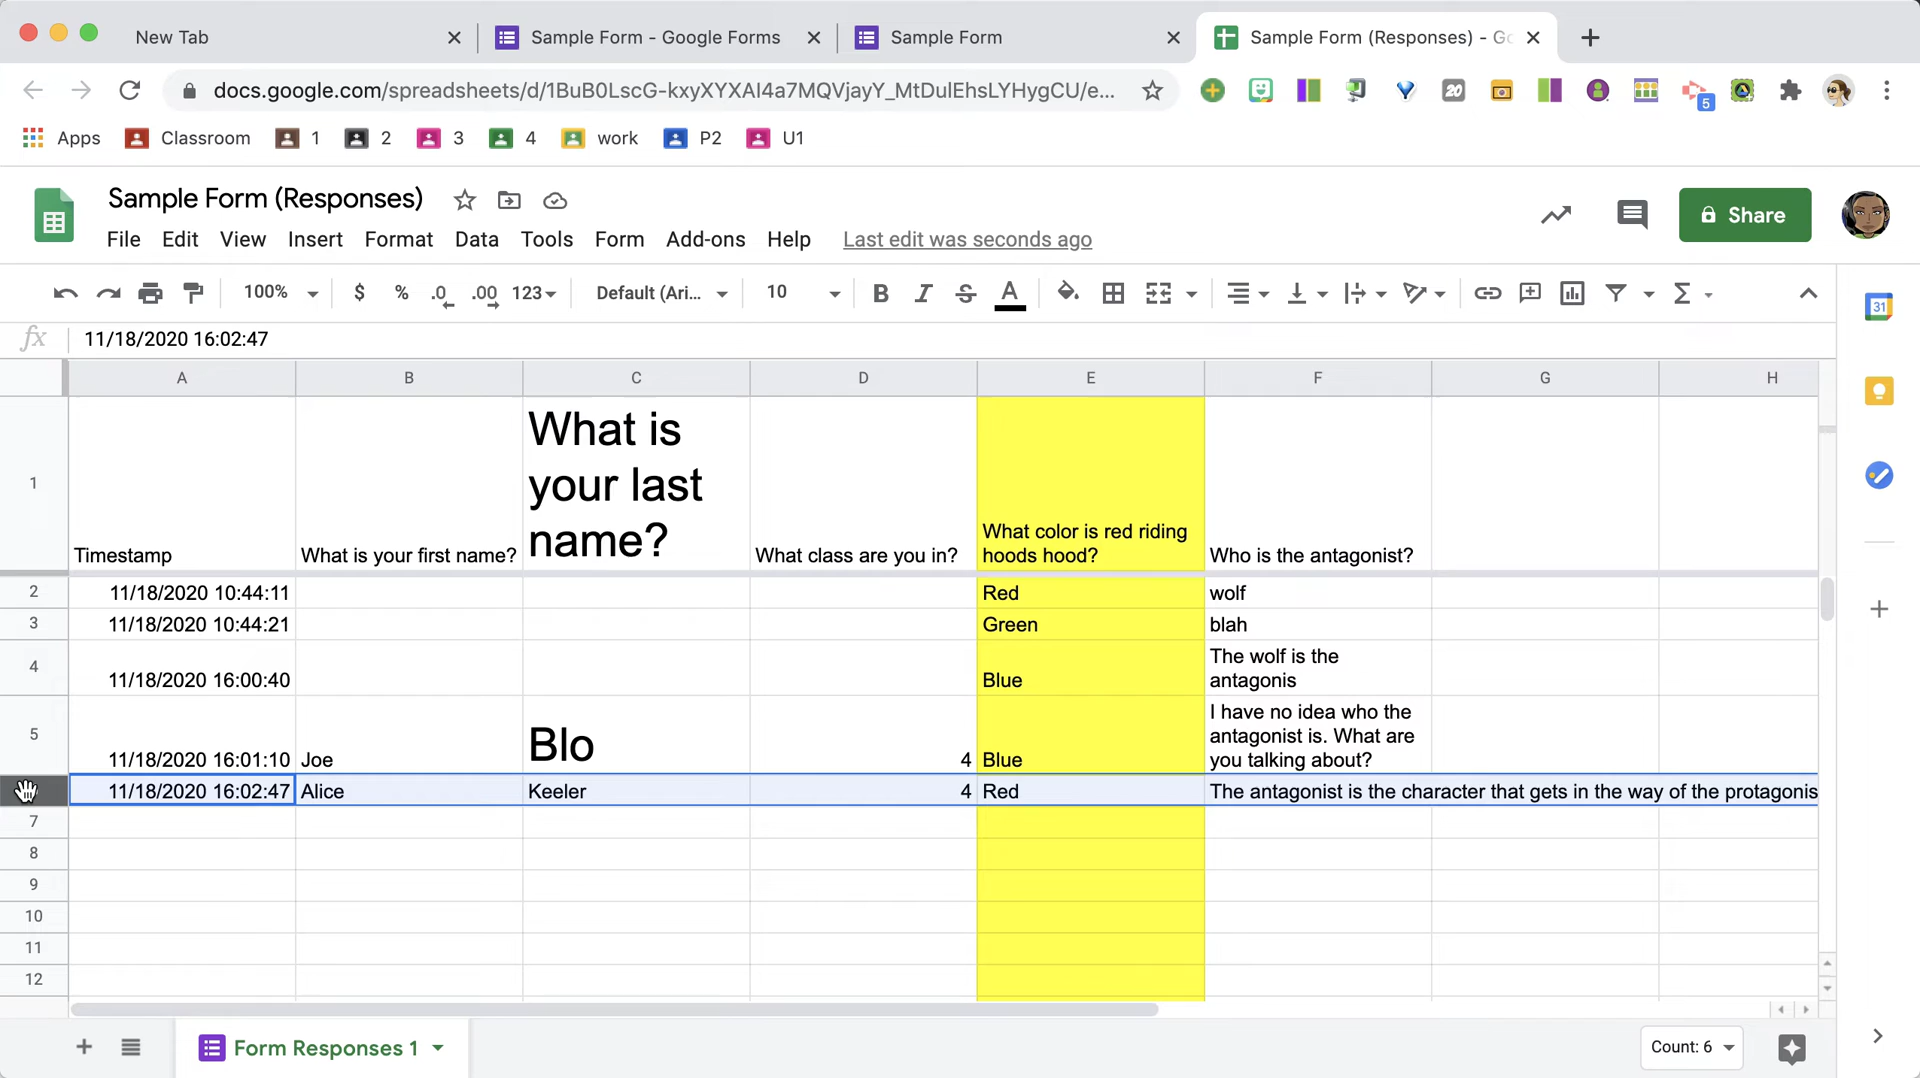 New Tab
Sample Form - Google Forms
Sample Form
Sample Form (Responses) - Go
docs.google.com/spreadsheets/d/1BuB0LscG-kxyXYXAI4a7MQVjayY_MtDulEhsLYHygCU/e...
20
5
Apps
Classroom
1
2
3
4
work
P2
U1
Sample Form (Responses)
Share
File Edit View Insert Format Data Tools Form Add-ons Help Last edit was seconds ago
100% $ % .0 .00 123 Default (Ari... 10 B I S A
31
fx 11/18/2020 16:02:47
A B C D E F G H
1 Timestamp What is your first name? What is
your last
name? What class are you in? What color is red riding
hoods hood? Who is the antagonist?
2 11/18/2020 10:44:11 Red wolf
3 11/18/2020 10:44:21 Green blah
4 11/18/2020 16:00:40 Blue The wolf is the
antagonis
5 11/18/2020 16:01:10 Joe Blo 4 Blue I have no idea who the
antagonist is. What are
you talking about?
11/18/2020 16:02:47 Alice Keeler 4 Red The antagonist is the character that gets in the way of the protagonis
7
8
9
10
11
12
Form Responses 1
Count: 6